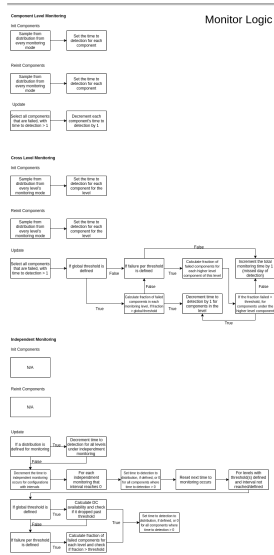 Monitor Logic
Component Level Monitoring
Init Components
Sample from
distribution from
every monitoring
mode
Set the time to
detection for each
component
Reinit Components
Sample from
distribution from
every monitoring
mode
Set the time to
detection for each
component
Update
Select all components
that are failed, with
time to detection > 1
Decrement each
component's time to
detection by 1
Cross Level Monitoring
Init Components
Sample from
distribution from
every level's
monitoring mode
Set the time to
detection for each
component for the
level
Reinit Components
Sample from
distribution from
every level's
monitoring mode
Set the time to
detection for each
component for the
level
Update
False
Select all components
that are failed, with
time to detection > 1
If global threshold is
defined
False
If failure per threshold
is defined
True
Calculate fraction of
failed components
for each higher level
component of this level
Increment the total
monitoring time by 1
(missed day of
detection)
True
False
False
Calculate fraction of
failed components
in each monitoring level, if fraction
> global threshold
True
Decrement time to
detection by 1 for
components in
level
If the fraction failed >
threshold, for
components under the
higher level component
True
Independent Monitoring
Init Components
N/A
Reinit Components
N/A
Update
If a distribution is
defined for monitoring
True
Decrement time to
detection for all levels
under independent
monitoring
False
Decrement the time to
independent monitoring
occurs for configurations
with intervals
For each
independent
monitoring that
interval reaches 0
Set time to detection to
distribution, if defined, or 0
for all components where
time to detection > 0
Reset next time to
monitoring occurs
For levels with
threshold(s) defined
and interval not
reached/defined
If global threshold is
defined
True
Calculate DC
availability and check
if it dropped past
threshold
True
Set time to detection to
distribution, if defined, or 0
for all components where
time to detection > 0
False
If failure per threshold
is defined
True
Calculate fraction of
failed components for
each level and check
if fraction > threshold